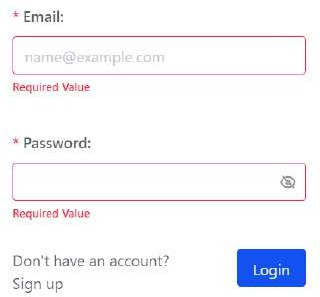 * Email:
name@example.com
Required Value
* Password:
Required Value
Don't have an account?
Sign up
Login